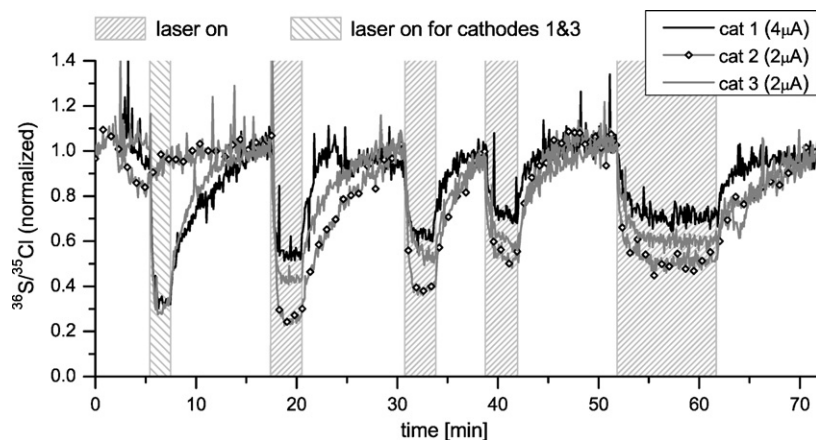 laser on
laser on for cathodes 1&3
cat 1 (4μA)
cat 2 (2μA)
cat 3 (2μA)
³⁶S/³⁵Cl (normalized)
1.4
1.2
1.0
0.8
0.6
0.4
0.2
0.0
0 10 20 30 40 50 60 70
time [min]